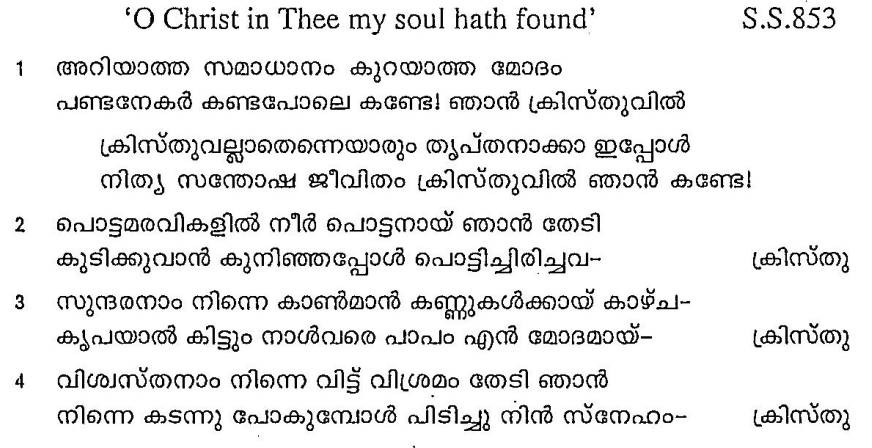 ‘O Christ in Thee my soul hath found’ S.S.853
1 അറിയാത്ത സമാധാനം കുറയാത്ത മോദം
പണ്ടനേകർ കണ്ടപോലെ കണ്ടേ! ഞാൻ ക്രിസ്തുവിൽ
ക്രിസ്തുവല്ലാതെന്നെയാരും തൃപ്തനാക്കാ ഇപ്പോൾ
നിത്യ സന്തോഷ ജീവിതം ക്രിസ്തുവിൽ ഞാൻ കണ്ടേ!
2 പൊട്ടമരവികളിൽ നീർ പൊട്ടനായ് ഞാൻ തേടി
കുടിക്കുവാൻ കുനിഞ്ഞപ്പോൾ പൊട്ടിച്ചിരിച്ചവ– ക്രിസ്തു
3 സുന്ദരനാം നിന്നെ കാൺമാൻ കണ്ണുകൾക്കായ് കാഴ്ച–
കൃപയാൽ കിട്ടും നാൾവരെ പാപം എൻ മോദമായ്– ക്രിസ്തു
4 വിശ്വസ്തനാം നിന്നെ വിട്ട് വിശ്രമം തേടി ഞാൻ
നിന്നെ കടന്നു പോകുമ്പോൾ പിടിച്ചു നിൻ സ്നേഹം– ക്രിസ്തു